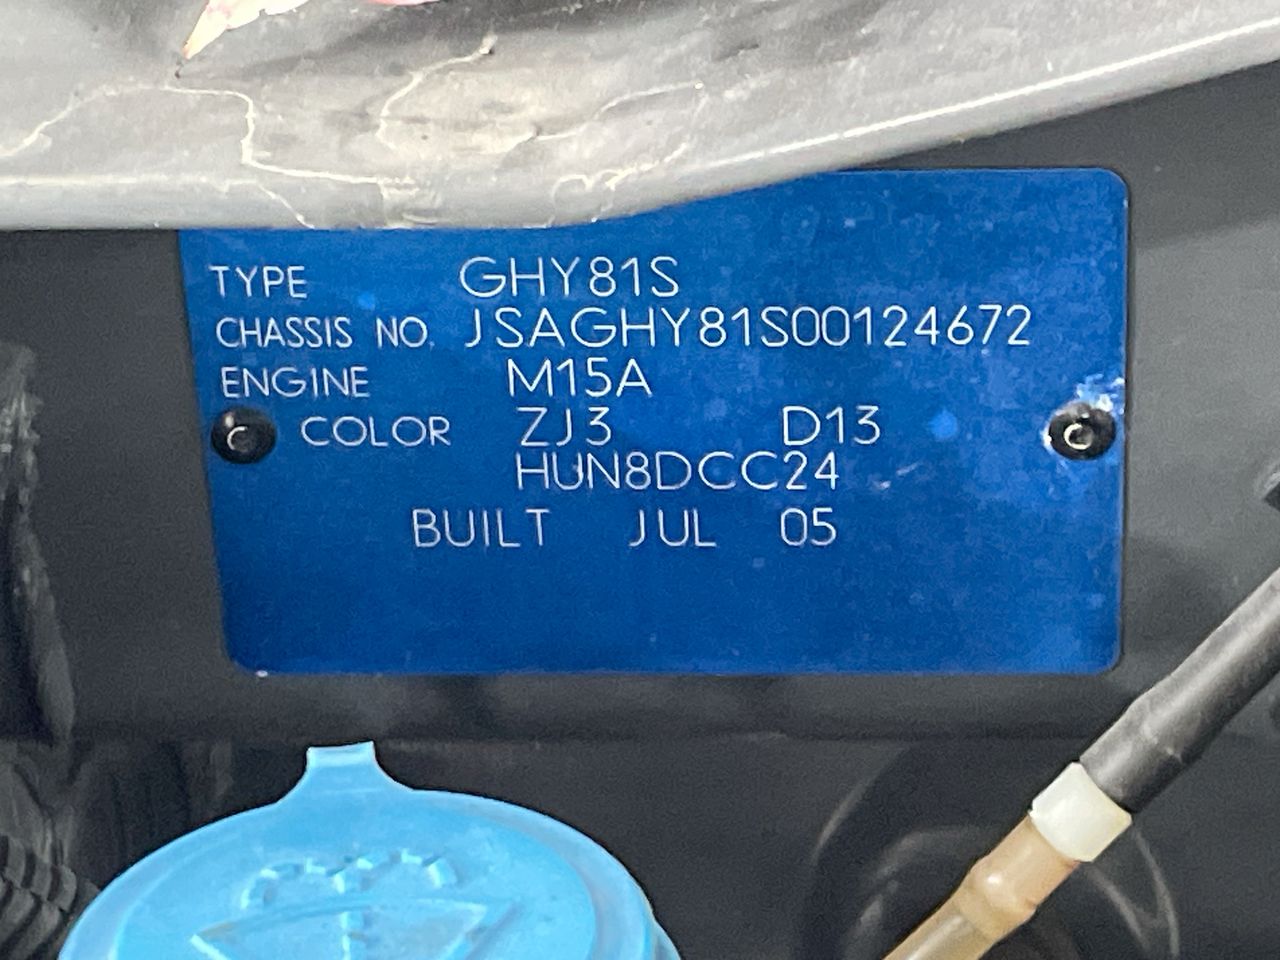 TYPE GHY81S
CHASSIS NO. JSAGHY81S00124672
ENGINE M15A
COLOR ZJ3 D13
HUN8DCC24
BUILT JUL 05